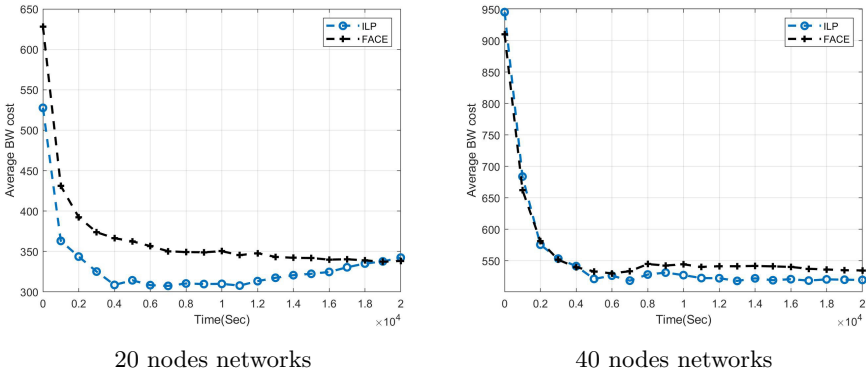 650
600
550
500
450
400
350
300
Average BW cost
ILP
FACE
0 0.2 0.4 0.6 0.8 1 1.2 1.4 1.6 1.8 2
Time(Sec)
×10⁴
20 nodes networks
950
900
850
800
750
700
650
600
550
Average BW cost
ILP
FACE
0 0.2 0.4 0.6 0.8 1 1.2 1.4 1.6 1.8 2
Time(Sec)
×10⁴
40 nodes networks